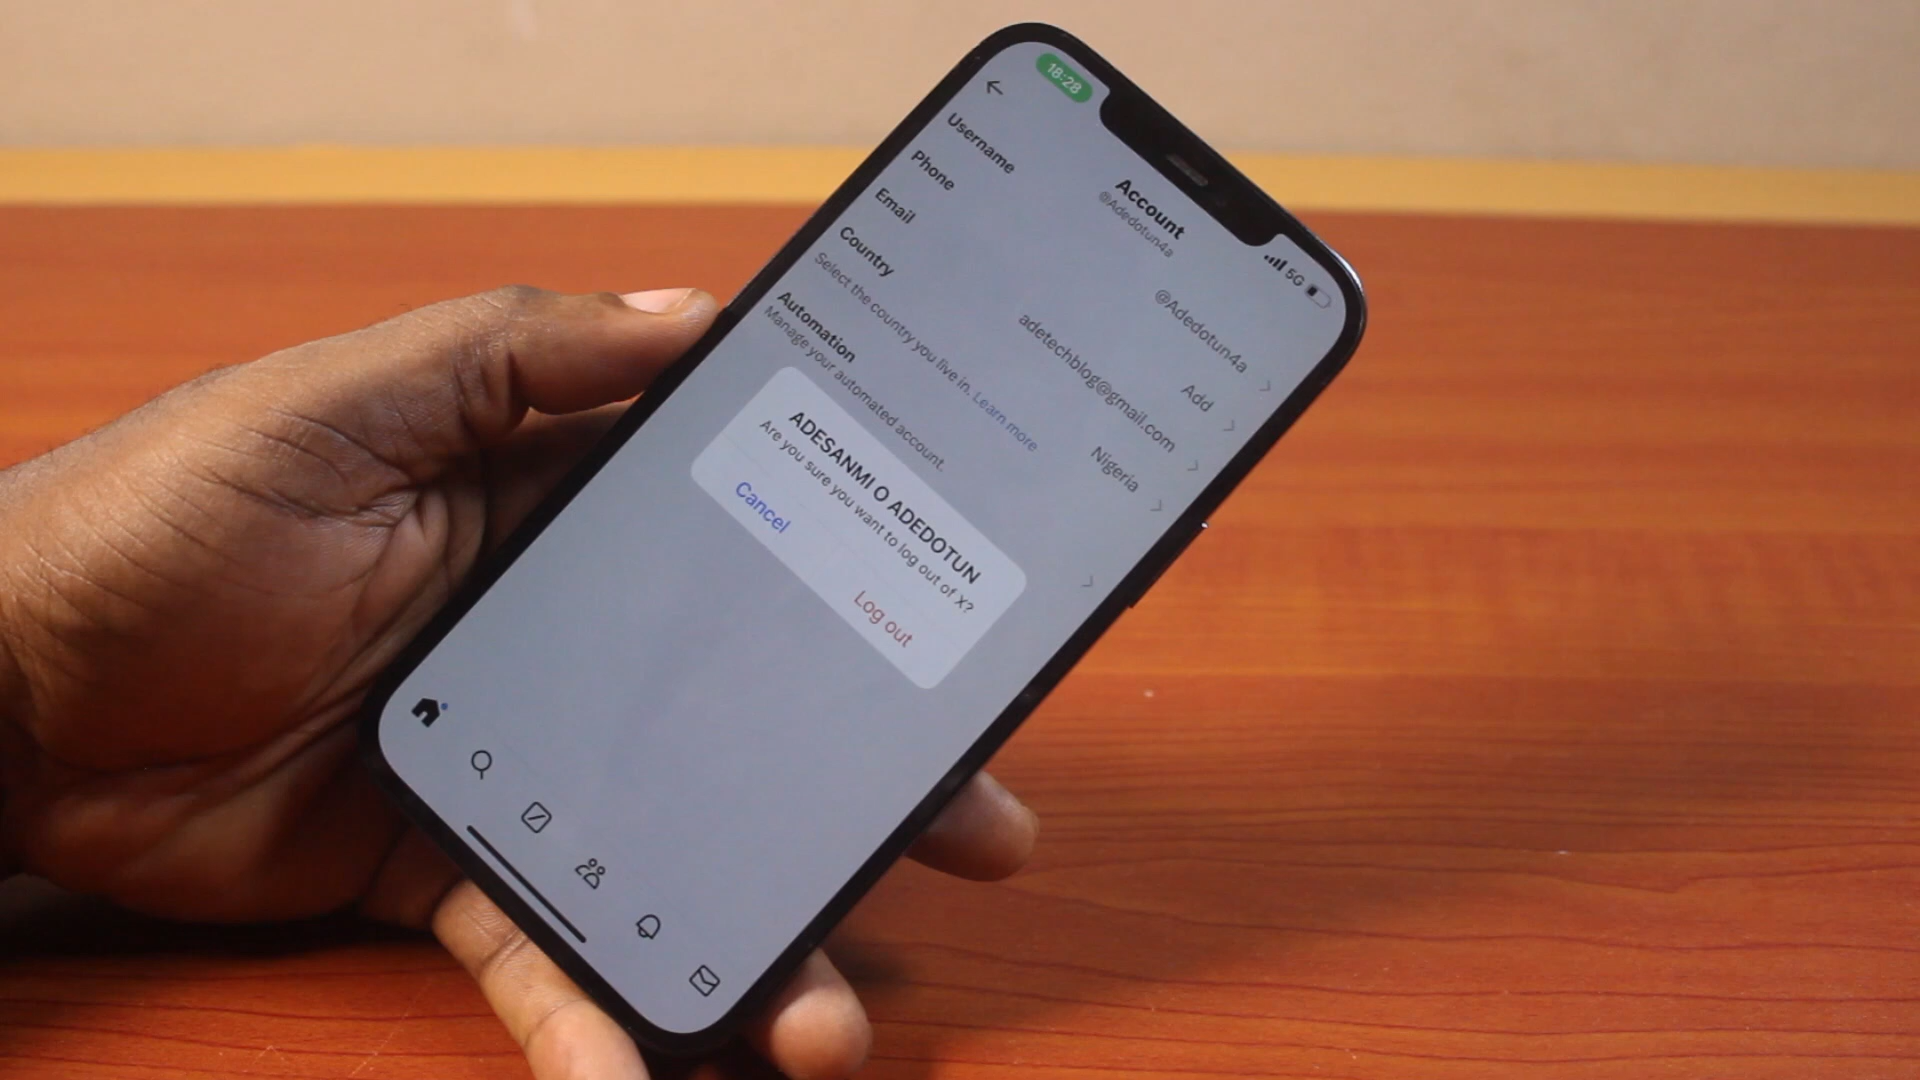 18:28
5G
Account
@Adedotun4a
Username
@Adedotun4a
Phone
Add
Email
adetechblog@gmail.com
Country
Nigeria
Select the country you live in. Learn more
Automation
Manage your automated account.
ADESANMI O ADEDOTUN
Are you sure you want to log out of X?
Cancel
Log out